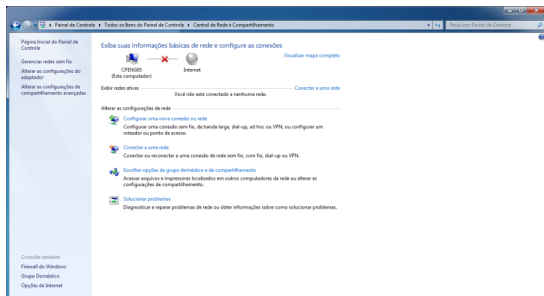 Painel de Controle ▸ Todos os Itens do Painel de Controle ▸ Central de Rede e Compartilhamento
Pesquisar Painel de Controle
Página Inicial do Painel de
Controle
Gerenciar redes sem fio
Alterar as configurações do
adaptador
Alterar as configurações de
compartilhamento avançadas
Exiba suas informações básicas de rede e configure as conexões
Visualizar mapa completo
CPENG05
(Este computador)
Internet
Exibir redes ativas
Conectar a uma rede
Você não está conectado a nenhuma rede.
Alterar as configurações de rede
Configurar uma nova conexão ou rede
Configurar uma conexão sem fio, de banda larga, dial-up, ad hoc ou VPN; ou configurar um
roteador ou ponto de acesso.
Conectar a uma rede
Conectar ou reconectar a uma conexão de rede sem fio, com fio, dial-up ou VPN.
Escolher opções de grupo doméstico e de compartilhamento
Acessar arquivos e impressoras localizados em outros computadores da rede ou alterar as
configurações de compartilhamento.
Solucionar problemas
Diagnosticar e reparar problemas de rede ou obter informações sobre como solucionar problemas.
Consulte também
Firewall do Windows
Grupo Doméstico
Opções da Internet